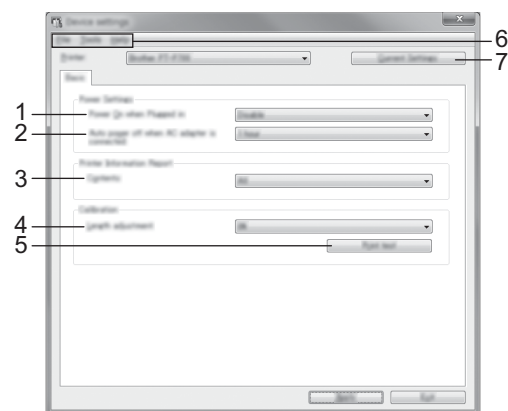 Device settings
File Tools Help
6
Printer: Brother PT-P700
Current Settings
7
Basic
Power Settings
1
Power On when Plugged in:
Disable
2
Auto power off when AC adapter is connected:
1 hour
Printer Information Report
3
Contents:
All
Calibration
4
Length adjustment
5
Print test
Apply
Exit